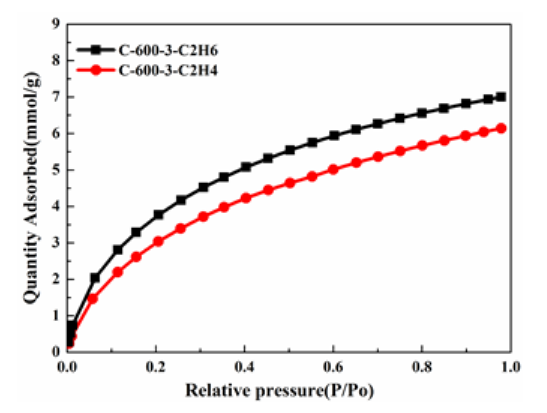 9
8
7
6
5
4
3
2
1
0
C-600-3-C2H6
C-600-3-C2H4
Quantity Adsorbed(mmol/g)
0.0 0.2 0.4 0.6 0.8 1.0
Relative pressure(P/Po)